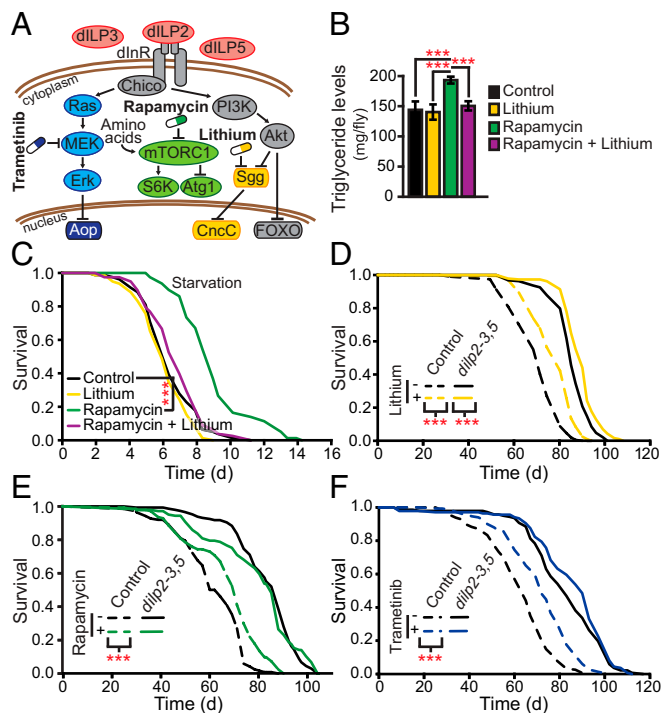 A
dILP3
dILP2
dILP5
dInR
cytoplasm
Chico
Ras
Rapamycin
PI3K
Trametinib
Amino
acids
Lithium
Akt
MEK
mTORC1
Erk
S6K
Atg1
Sgg
nucleus
Aop
CncC
FOXO
B
Triglyceride levels
(mg/fly)
200
150
100
50
0
***
***
***
Control
Lithium
Rapamycin
Rapamycin + Lithium
C
Survival
1.0
0.8
0.6
0.4
0.2
0.0
Starvation
Control
Lithium
Rapamycin
Rapamycin + Lithium
***
0 2 4 6 8 10 12 14 16
Time (d)
D
Survival
1.0
0.8
0.6
0.4
0.2
0.0
Control
dilp2-3,5
Lithium
-
+
*** ***
0 20 40 60 80 100 120
Time (d)
E
Survival
1.0
0.8
0.6
0.4
0.2
0.0
Control
dilp2-3,5
Rapamycin
-
+
***
0 20 40 60 80 100
Time (d)
F
Survival
1.0
0.8
0.6
0.4
0.2
0.0
Control
dilp2-3,5
Trametinib
-
+
***
0 20 40 60 80 100 120
Time (d)